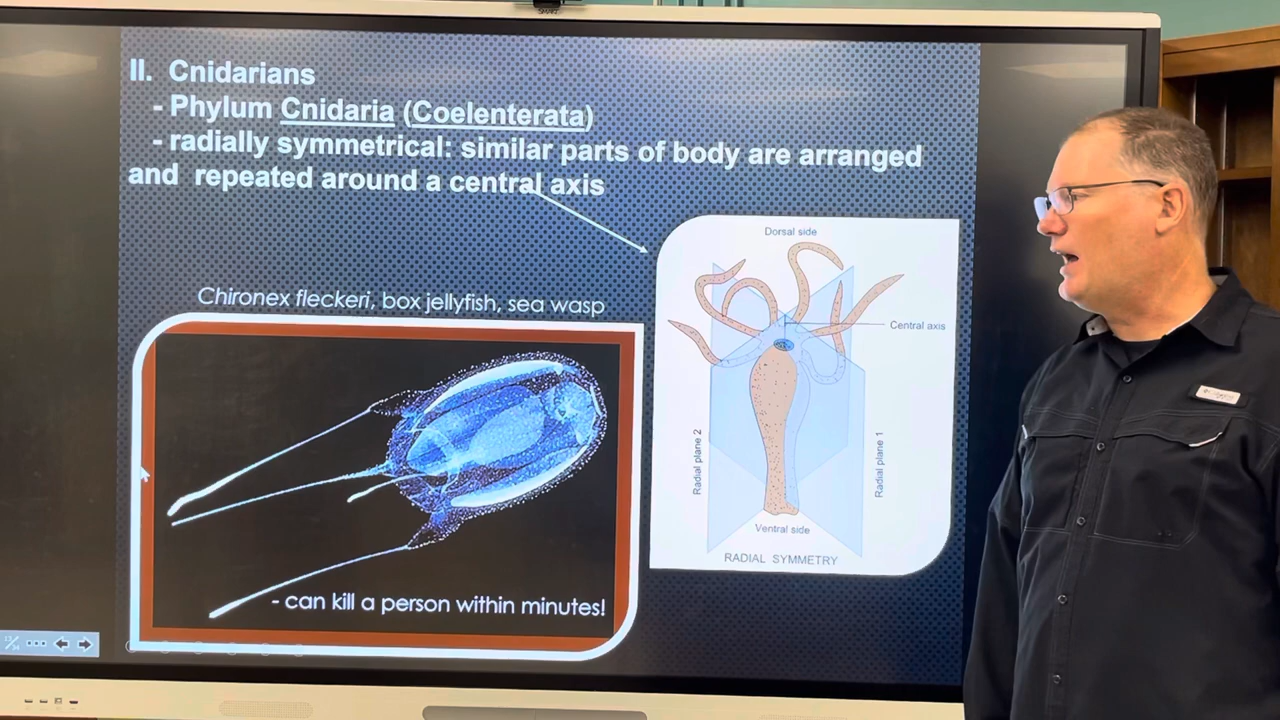 SMART
II. Cnidarians
- Phylum Cnidaria (Coelenterata)
- radially symmetrical: similar parts of body are arranged
and repeated around a central axis
Chironex fleckeri, box jellyfish, sea wasp
- can kill a person within minutes!
Dorsal side
Central axis
Radial plane 2
Radial plane 1
Ventral side
RADIAL SYMMETRY